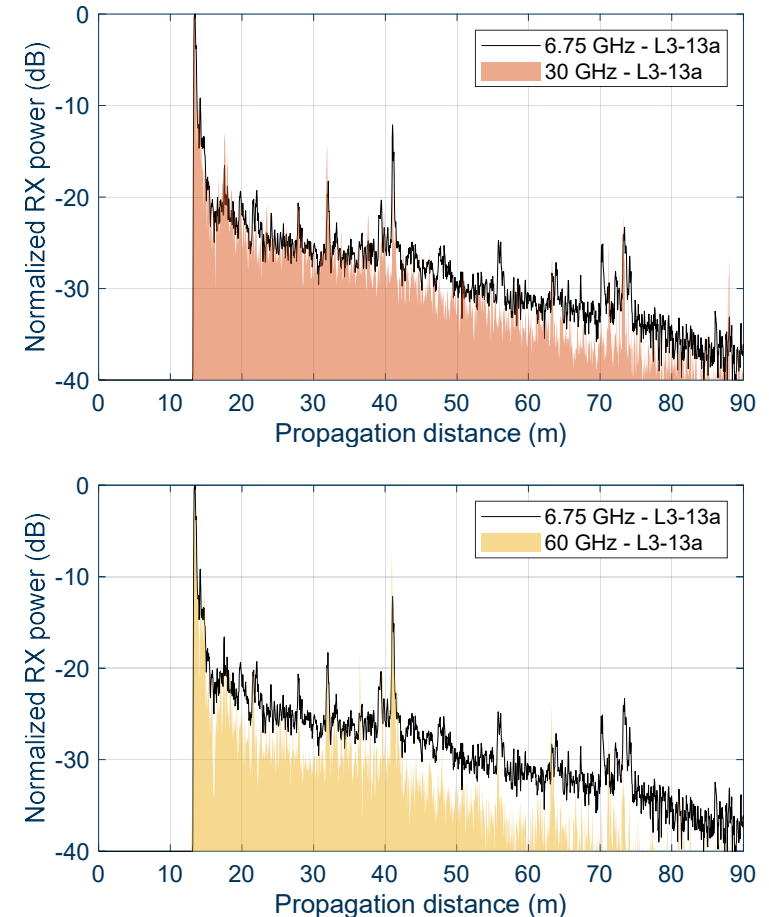 0
6.75 GHz - L3-13a
30 GHz - L3-13a
-10
-20
-30
-40
Normalized RX power (dB)
0 10 20 30 40 50 60 70 80 90
Propagation distance (m)
0
6.75 GHz - L3-13a
60 GHz - L3-13a
-10
-20
-30
-40
Normalized RX power (dB)
0 10 20 30 40 50 60 70 80 90
Propagation distance (m)